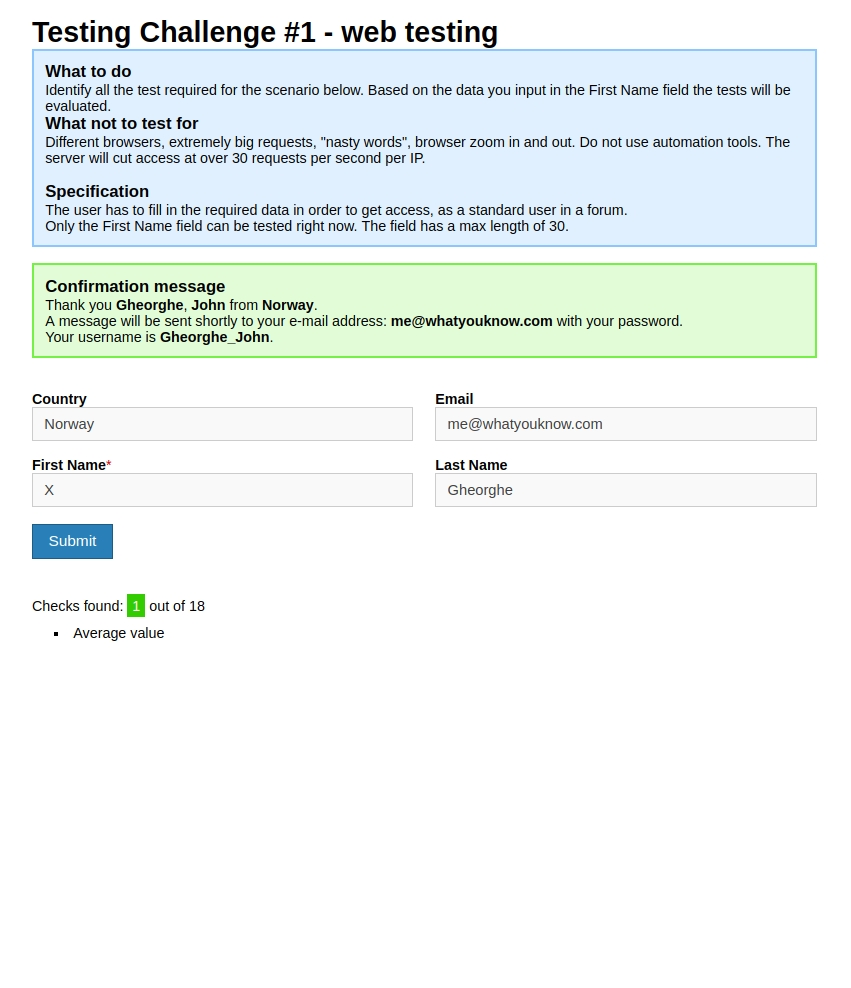 Testing Challenge #1 - web testing
What to do
Identify all the test required for the scenario below. Based on the data you input in the First Name field the tests will be
evaluated.
What not to test for
Different browsers, extremely big requests, "nasty words", browser zoom in and out. Do not use automation tools. The
server will cut access at over 30 requests per second per IP.
Specification
The user has to fill in the required data in order to get access, as a standard user in a forum.
Only the First Name field can be tested right now. The field has a max length of 30.
Confirmation message
Thank you Gheorghe, John from Norway.
A message will be sent shortly to your e-mail address: me@whatyouknow.com with your password.
Your username is Gheorghe_John.
Country Email
Norway me@whatyouknow.com
First Name* Last Name
X Gheorghe
Submit
Checks found: 1 out of 18
▪ Average value